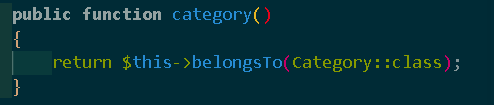 public function category()
{
    return $this->belongsTo(Category::class);
}